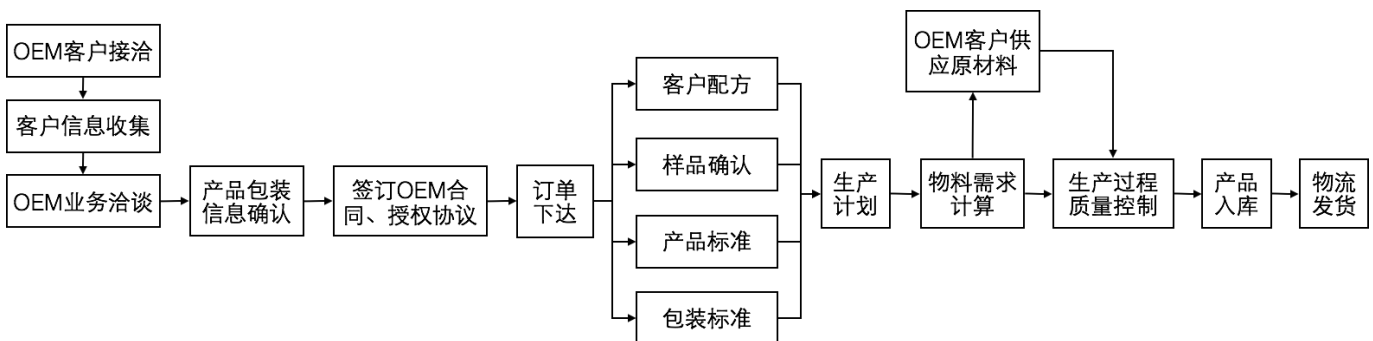 OEM客户接洽
客户信息收集
OEM业务洽谈
产品包装
信息确认
签订OEM合
同、授权协议
订单
下达
客户配方
样品确认
产品标准
包装标准
生产
计划
物料需求
计算
OEM客户供
应原材料
生产过程
质量控制
产品
入库
物流
发货